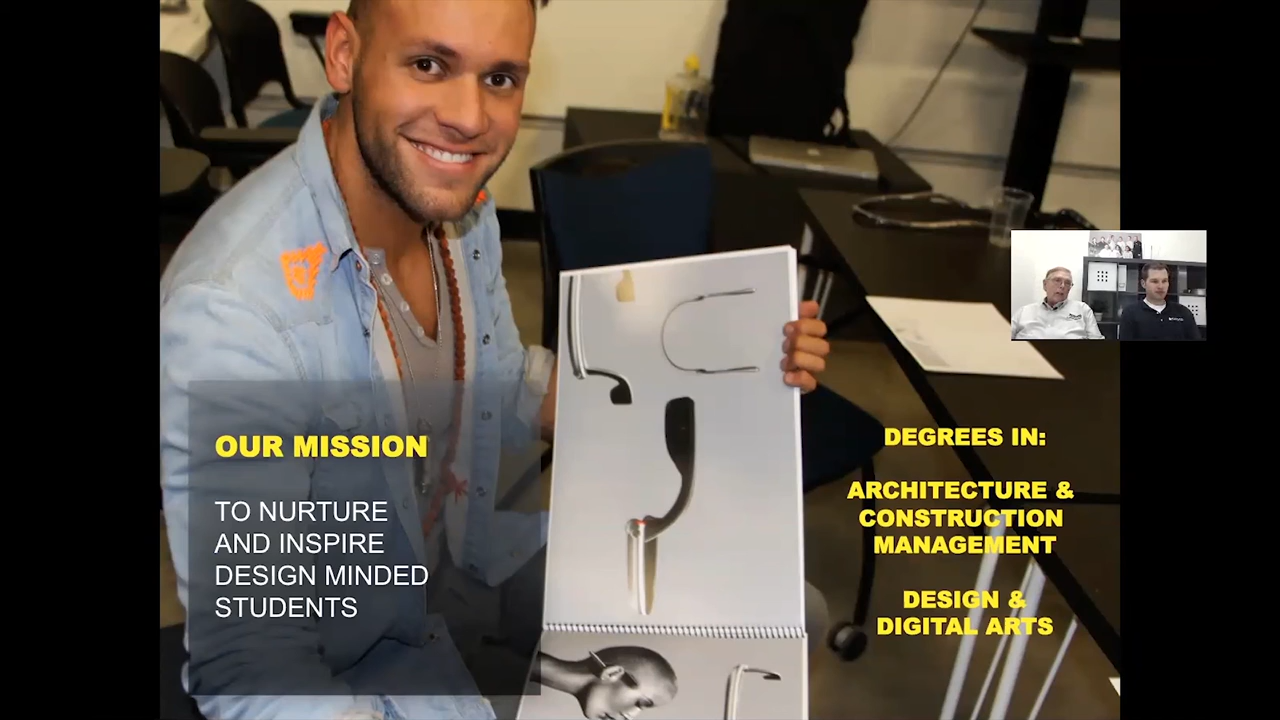 OUR MISSION
TO NURTURE
AND INSPIRE
DESIGN MINDED
STUDENTS
DEGREES IN:
ARCHITECTURE &
CONSTRUCTION
MANAGEMENT
DESIGN &
DIGITAL ARTS